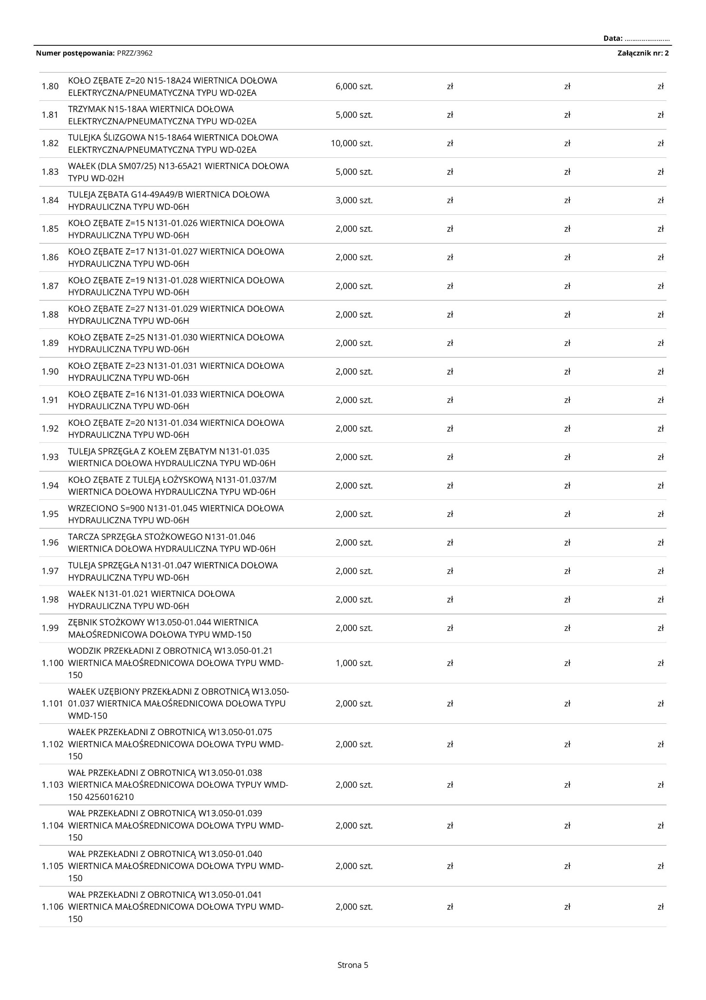 Data: ........................
Numer postępowania: PRZZ/3962 Załącznik nr: 2
KOŁO ZĘBATE Z=20 N15-18A24 WIERTNICA DOŁOWA
1.80 6,000 szt. zł zł zł
ELEKTRYCZNA/PNEUMATYCZNA TYPU WD-02EA
TRZYMAK N15-18AA WIERTNICA DOŁOWA
1.81 5,000 szt. zł zł zł
ELEKTRYCZNA/PNEUMATYCZNA TYPU WD-02EA
TULEJKA ŚLIZGOWA N15-18A64 WIERTNICA DOŁOWA
1.82 10,000 szt. zł zł zł
ELEKTRYCZNA/PNEUMATYCZNA TYPU WD-02EA
WAŁEK (DLA SM07/25) N13-65A21 WIERTNICA DOŁOWA
1.83 5,000 szt. zł zł zł
TYPU WD-02H
TULEJA ZĘBATA G14-49A49/B WIERTNICA DOŁOWA
1.84 3,000 szt. zł zł zł
HYDRAULICZNA TYPU WD-06H
KOŁO ZĘBATE Z=15 N131-01.026 WIERTNICA DOŁOWA
1.85 2,000 szt. zł zł zł
HYDRAULICZNA TYPU WD-06H
KOŁO ZĘBATE Z=17 N131-01.027 WIERTNICA DOŁOWA
1.86 2,000 szt. zł zł zł
HYDRAULICZNA TYPU WD-06H
KOŁO ZĘBATE Z=19 N131-01.028 WIERTNICA DOŁOWA
1.87 2,000 szt. zł zł zł
HYDRAULICZNA TYPU WD-06H
KOŁO ZĘBATE Z=27 N131-01.029 WIERTNICA DOŁOWA
1.88 2,000 szt. zł zł zł
HYDRAULICZNA TYPU WD-06H
KOŁO ZĘBATE Z=25 N131-01.030 WIERTNICA DOŁOWA
1.89 2,000 szt. zł zł zł
HYDRAULICZNA TYPU WD-06H
KOŁO ZĘBATE Z=23 N131-01.031 WIERTNICA DOŁOWA
1.90 2,000 szt. zł zł zł
HYDRAULICZNA TYPU WD-06H
KOŁO ZĘBATE Z=16 N131-01.033 WIERTNICA DOŁOWA
1.91 2,000 szt. zł zł zł
HYDRAULICZNA TYPU WD-06H
KOŁO ZĘBATE Z=20 N131-01.034 WIERTNICA DOŁOWA
1.92 2,000 szt. zł zł zł
HYDRAULICZNA TYPU WD-06H
TULEJA SPRZĘGŁA Z KOŁEM ZĘBATYM N131-01.035
1.93 2,000 szt. zł zł zł
WIERTNICA DOŁOWA HYDRAULICZNA TYPU WD-06H
KOŁO ZĘBATE Z TULEJĄ ŁOŻYSKOWĄ N131-01.037/M
1.94 2,000 szt. zł zł zł
WIERTNICA DOŁOWA HYDRAULICZNA TYPU WD-06H
WRZECIONO S=900 N131-01.045 WIERTNICA DOŁOWA
1.95 2,000 szt. zł zł zł
HYDRAULICZNA TYPU WD-06H
TARCZA SPRZĘGŁA STOŻKOWEGO N131-01.046
1.96 2,000 szt. zł zł zł
WIERTNICA DOŁOWA HYDRAULICZNA TYPU WD-06H
TULEJA SPRZĘGŁA N131-01.047 WIERTNICA DOŁOWA
1.97 2,000 szt. zł zł zł
HYDRAULICZNA TYPU WD-06H
WAŁEK N131-01.021 WIERTNICA DOŁOWA
1.98 2,000 szt. zł zł zł
HYDRAULICZNA TYPU WD-06H
ZĘBNIK STOŻKOWY W13.050-01.044 WIERTNICA
1.99 2,000 szt. zł zł zł
MAŁOŚREDNICOWA DOŁOWA TYPU WMD-150
WODZIK PRZEKŁADNI Z OBROTNICĄ W13.050-01.21
1.100 WIERTNICA MAŁOŚREDNICOWA DOŁOWA TYPU WMD- 1,000 szt. zł zł zł
150
WAŁEK UZĘBIONY PRZEKŁADNI Z OBROTNICĄ W13.050-
1.101 01.037 WIERTNICA MAŁOŚREDNICOWA DOŁOWA TYPU 2,000 szt. zł zł zł
WMD-150
WAŁEK PRZEKŁADNI Z OBROTNICĄ W13.050-01.075
1.102 WIERTNICA MAŁOŚREDNICOWA DOŁOWA TYPU WMD- 2,000 szt. zł zł zł
150
WAŁ PRZEKŁADNI Z OBROTNICĄ W13.050-01.038
1.103 WIERTNICA MAŁOŚREDNICOWA DOŁOWA TYPUY WMD- 2,000 szt. zł zł zł
150 4256016210
WAŁ PRZEKŁADNI Z OBROTNICĄ W13.050-01.039
1.104 WIERTNICA MAŁOŚREDNICOWA DOŁOWA TYPU WMD- 2,000 szt. zł zł zł
150
WAŁ PRZEKŁADNI Z OBROTNICĄ W13.050-01.040
1.105 WIERTNICA MAŁOŚREDNICOWA DOŁOWA TYPU WMD- 2,000 szt. zł zł zł
150
WAŁ PRZEKŁADNI Z OBROTNICĄ W13.050-01.041
1.106 WIERTNICA MAŁOŚREDNICOWA DOŁOWA TYPU WMD- 2,000 szt. zł zł zł
150
Strona 5